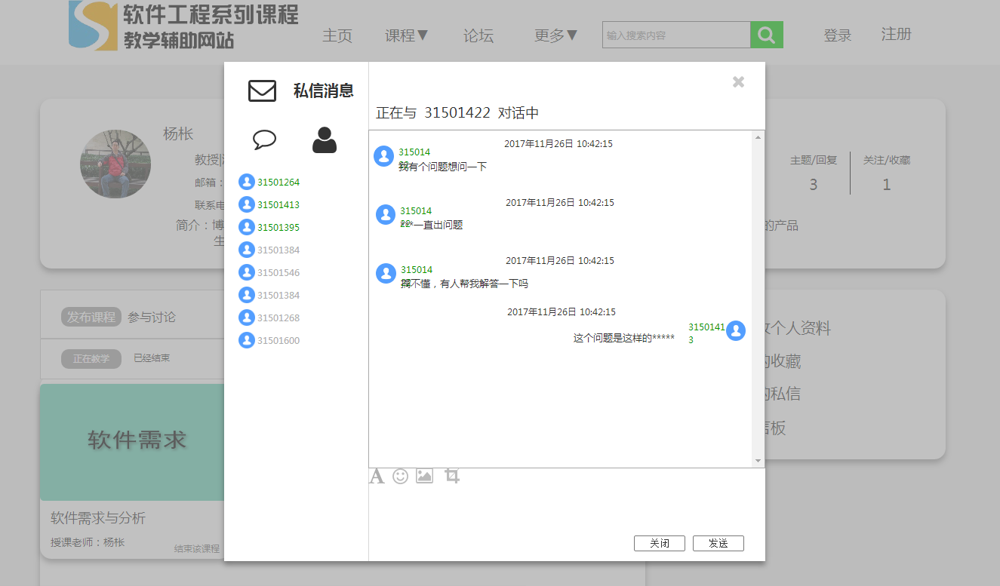 软件工程系列课程
教学辅助网站
主页 课程▼ 论坛 更多▼ 输入搜索内容 登录 注册
私信消息
正在与 31501422 对话中
31501264
31501413
31501395
31501384
31501546
31501384
31501268
31501600
2017年11月26日 10:42:15
315014
22
我有个问题想问一下
2017年11月26日 10:42:15
315014
22
***一直出问题
2017年11月26日 10:42:15
315014
搞不懂，有人帮我解答一下吗
2017年11月26日 10:42:15
3150141
3
这个问题是这样的*****
关闭 发送
杨枨
教授|
邮箱：
联系电
简介：博
生
主题/回复 关注/收藏
3 1
的产品
发布课程 参与讨论
正在教学 已经结束
软件需求
软件需求与分析
授课老师：杨枨
结束该课程
个人资料
的收藏
的私信
板